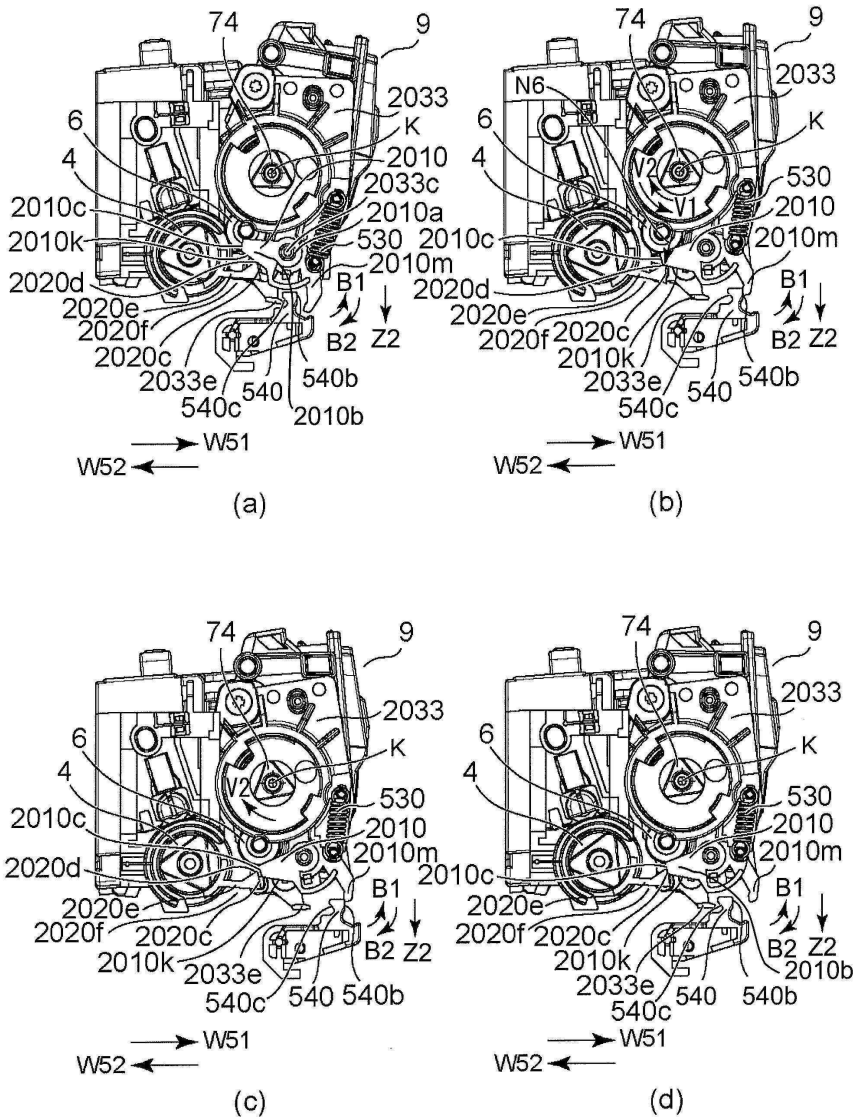 74
9
2033
K
6
2010
4
2033c
2010c
2010a
2010k
530
2020d
2010m
2020e
B1
2020f
2020c
B2
Z2
2033e
540
540b
540c
2010b
W51
W52
(a)
74
9
N6
2033
6
K
4
V2
530
V1
2010
2010c
2010m
2020d
2020e
B1
2020f
2020c
B2
Z2
2010k
2033e
540b
540c
540
W51
W52
(b)
74
9
2033
6
K
4
V2
530
2010c
2010
2020d
2010m
2020e
B1
2020f
2020c
B2
Z2
2010k
2033e
540c
540
540b
W51
W52
(c)
74
9
2033
6
K
4
530
2010
2010c
2010m
2020e
B1
2020f
2020c
B2
Z2
2010k
2010b
2033e
540c
540
540b
W51
W52
(d)